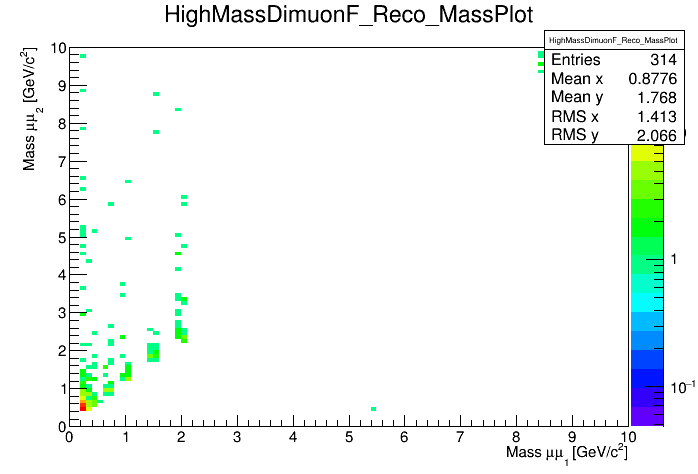 HighMassDimuonF_Reco_MassPlot
HighMassDimuonF_Reco_MassPlot
Entries 314
Mean x 0.8776
Mean y 1.768
RMS x 1.413
RMS y 2.066
Mass μμ₂ [GeV/c²]
10
9
8
7
6
5
4
3
2
1
0
0 1 2 3 4 5 6 7 8 9 10
Mass μμ₁ [GeV/c²]
1
10⁻¹